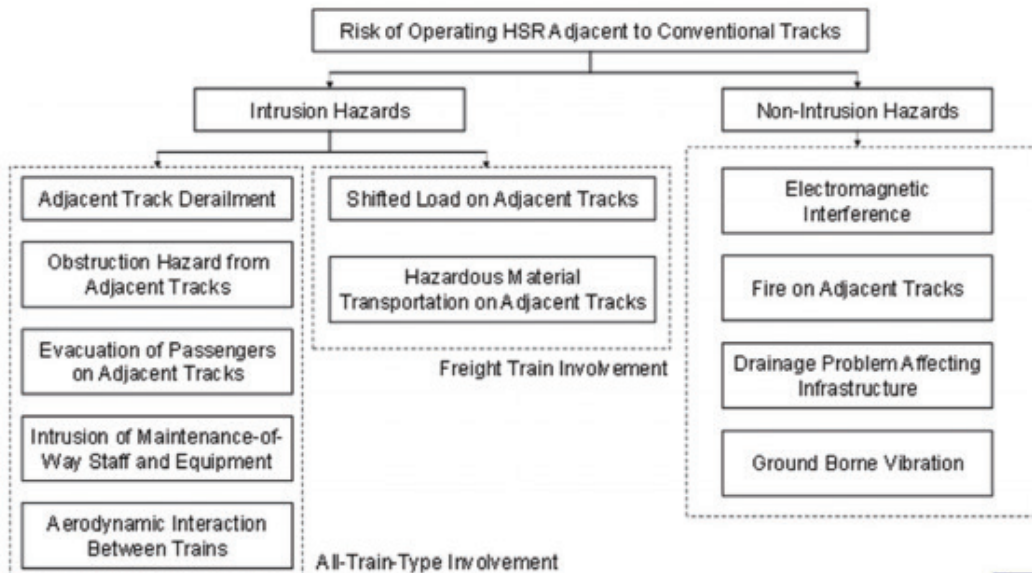 Risk of Operating HSR Adjacent to Conventional Tracks
Intrusion Hazards
Non-Intrusion Hazards
Adjacent Track Derailment
Obstruction Hazard from
Adjacent Tracks
Evacuation of Passengers
on Adjacent Tracks
Intrusion of Maintenance-of-
Way Staff and Equipment
Aerodynamic Interaction
Between Trains
All-Train-Type Involvement
Shifted Load on Adjacent Tracks
Hazardous Material
Transportation on Adjacent Tracks
Freight Train Involvement
Electromagnetic
Interference
Fire on Adjacent Tracks
Drainage Problem Affecting
Infrastructure
Ground Borne Vibration